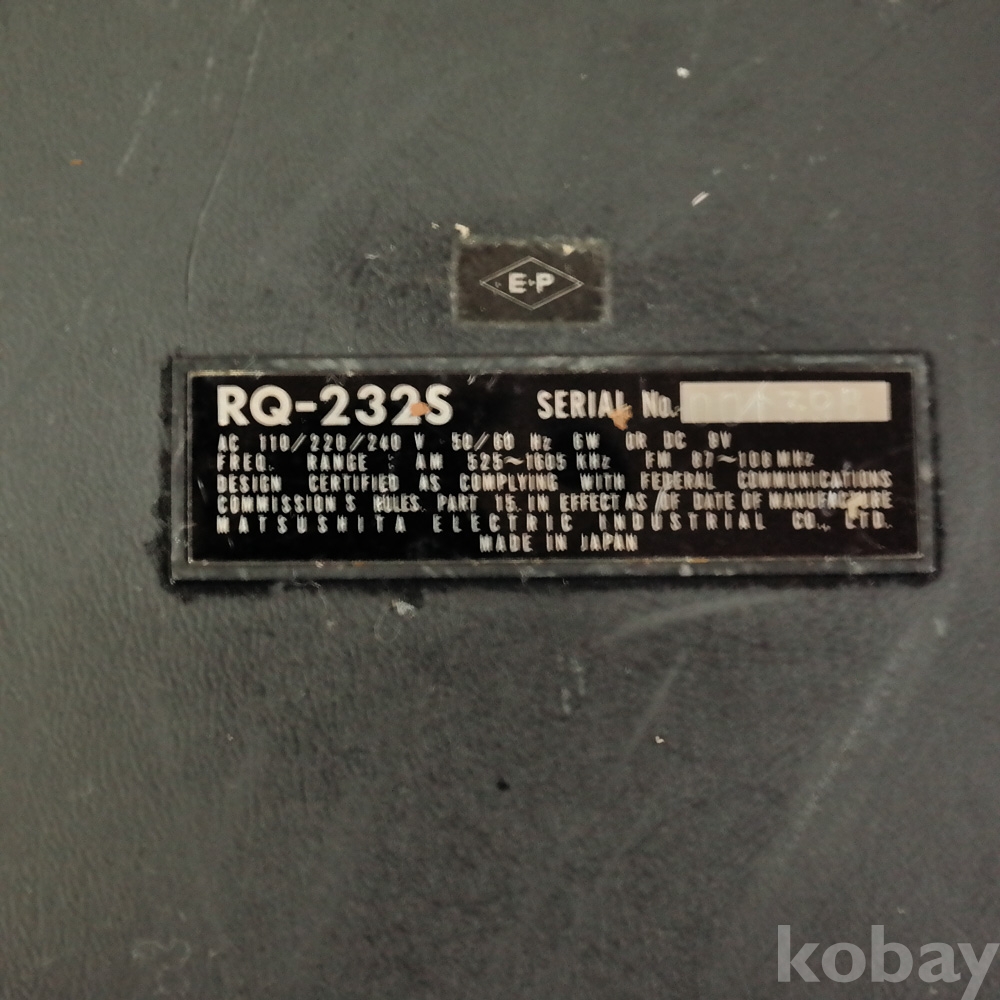 E-P
RQ-232S SERIAL No.
AC 110/220/240 V 50/60 Hz 6W OR DC 9V
FREQ. RANGE : AM 525~1605 KHz FM 87~108 MHz
DESIGN CERTIFIED AS COMPLYING WITH FEDERAL COMMUNICATIONS
COMMISSION'S RULES. PART 15. IN EFFECT AS OF DATE OF MANUFACTURE
MATSUSHITA ELECTRIC INDUSTRIAL CO., LTD.
MADE IN JAPAN
kobay